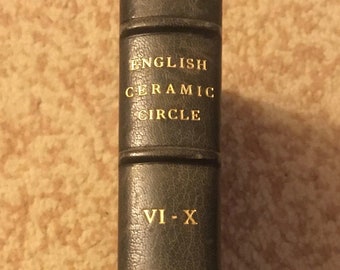 ENGLISH
CERAMIC
CIRCLE
VI - X